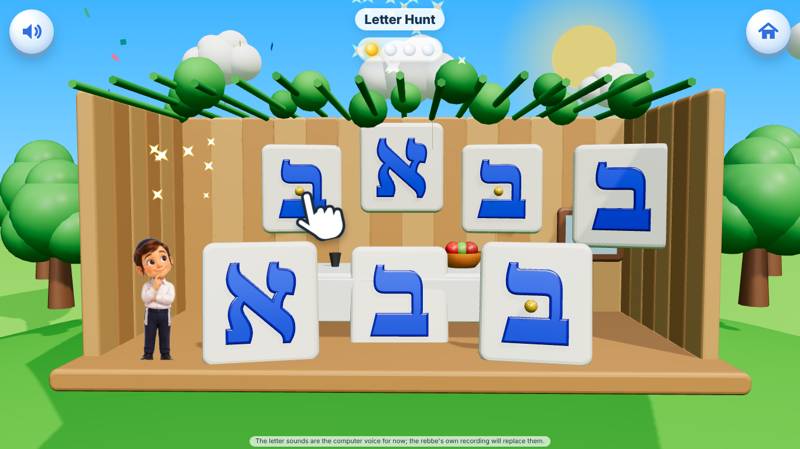 Letter Hunt
בּ א בּ ב
א ב בּ
The letter sounds are the computer voice for now; the rebbe's own recording will replace them.